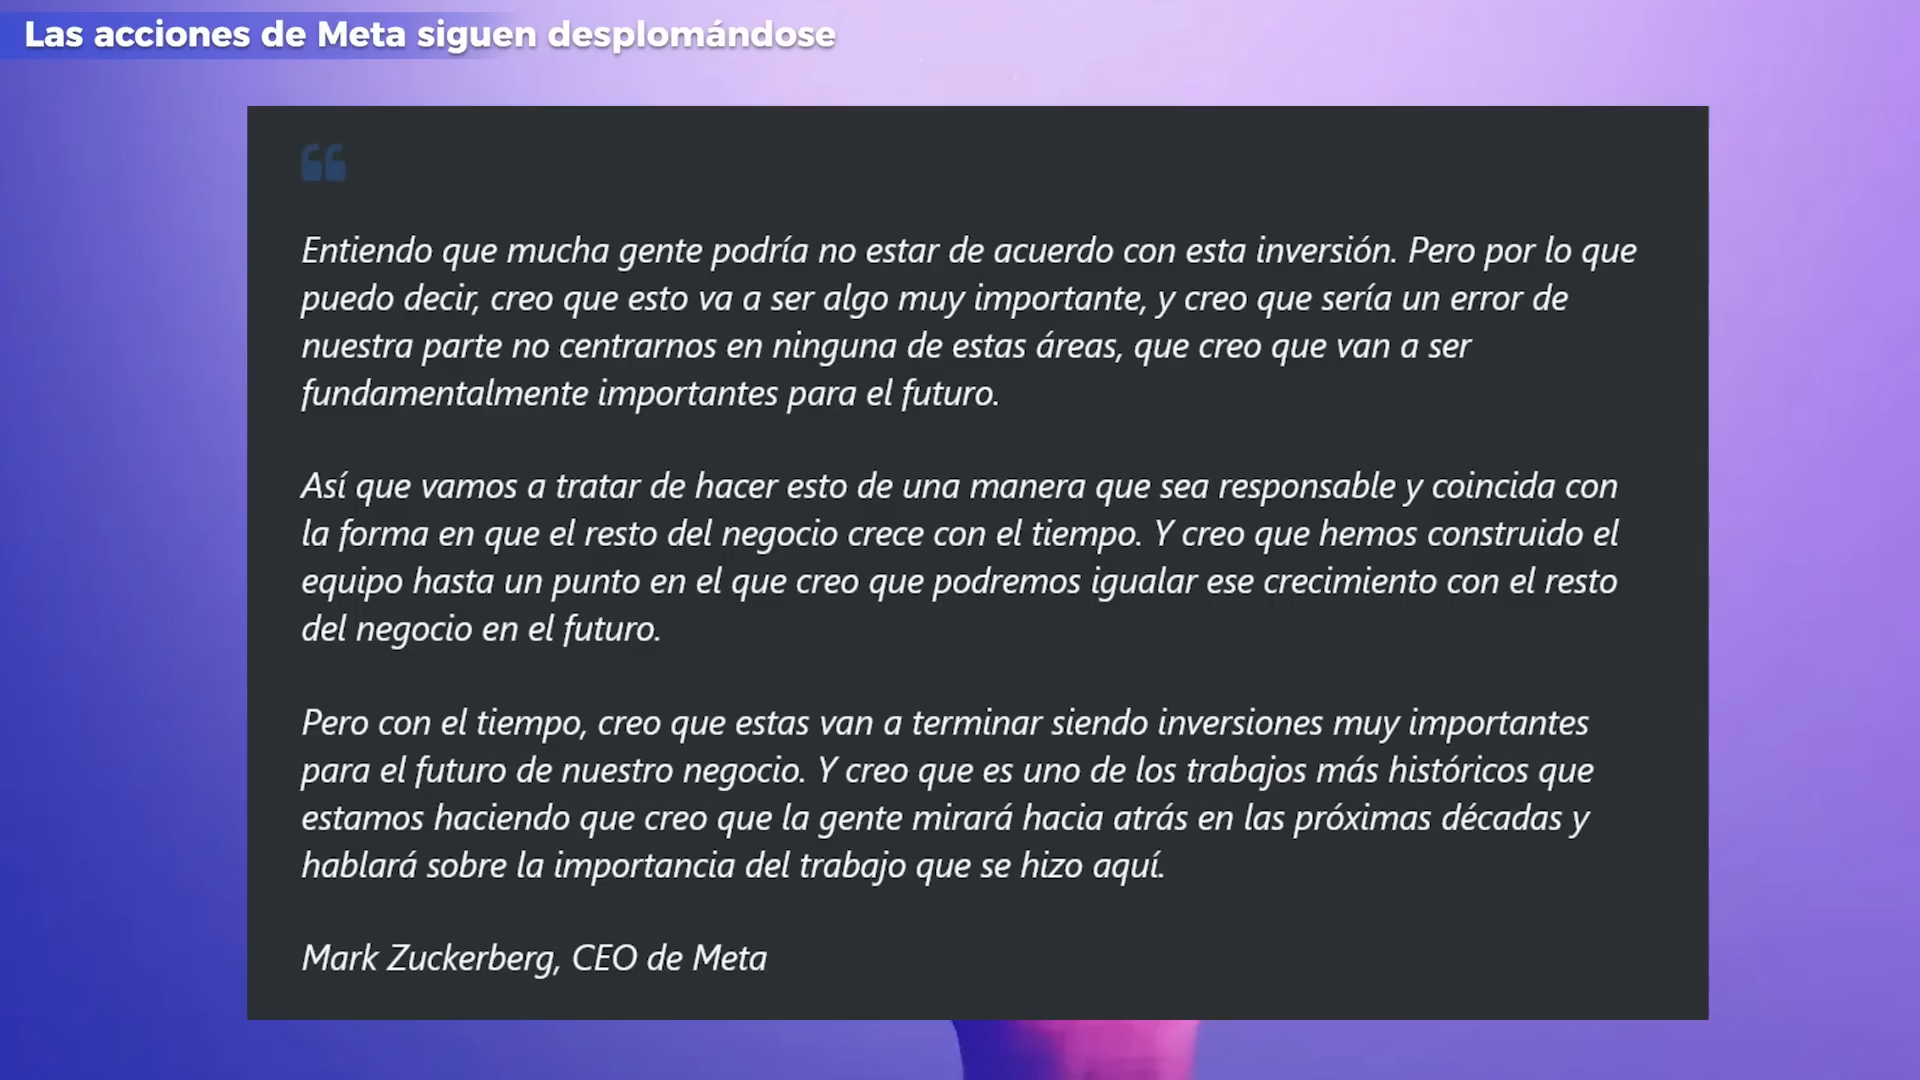 Las acciones de Meta siguen desplomándose
“
Entiendo que mucha gente podría no estar de acuerdo con esta inversión. Pero por lo que
puedo decir, creo que esto va a ser algo muy importante, y creo que sería un error de
nuestra parte no centrarnos en ninguna de estas áreas, que creo que van a ser
fundamentalmente importantes para el futuro.
Así que vamos a tratar de hacer esto de una manera que sea responsable y coincida con
la forma en que el resto del negocio crece con el tiempo. Y creo que hemos construido el
equipo hasta un punto en el que creo que podremos igualar ese crecimiento con el resto
del negocio en el futuro.
Pero con el tiempo, creo que estas van a terminar siendo inversiones muy importantes
para el futuro de nuestro negocio. Y creo que es uno de los trabajos más históricos que
estamos haciendo que creo que la gente mirará hacia atrás en las próximas décadas y
hablará sobre la importancia del trabajo que se hizo aquí.
Mark Zuckerberg, CEO de Meta